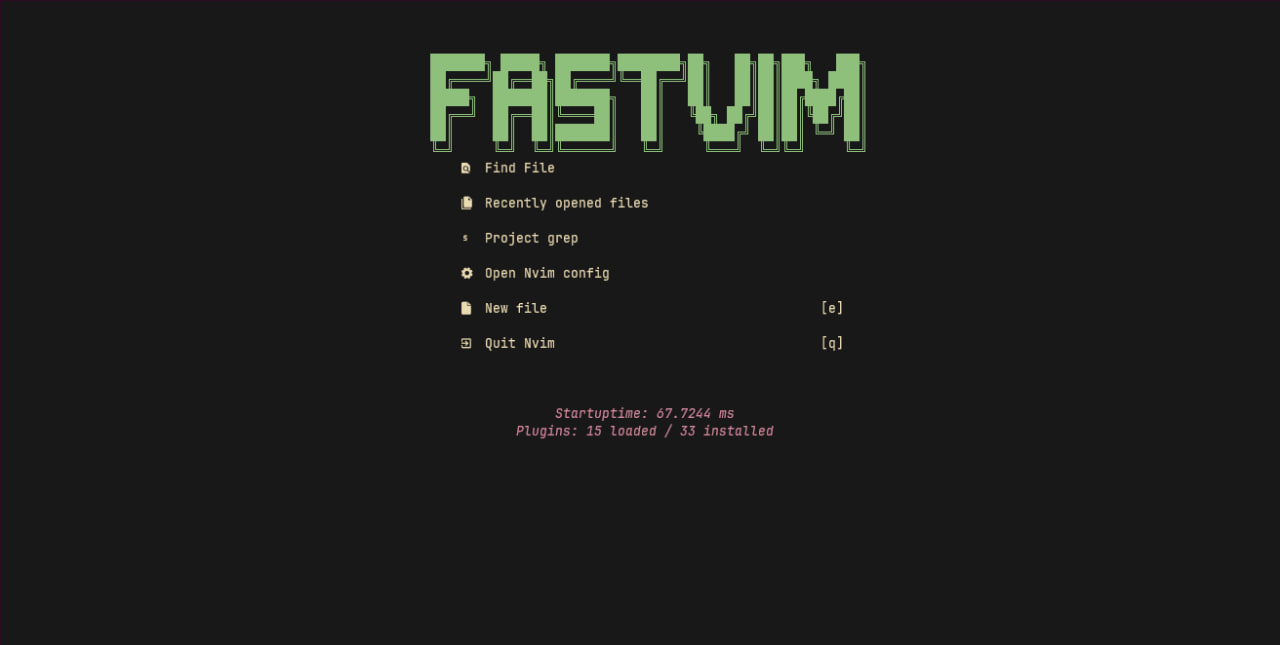 FASTVIM
Find File
Recently opened files
s Project grep
Open Nvim config
New file [e]
Quit Nvim [q]
Startuptime: 67.7244 ms
Plugins: 15 loaded / 33 installed